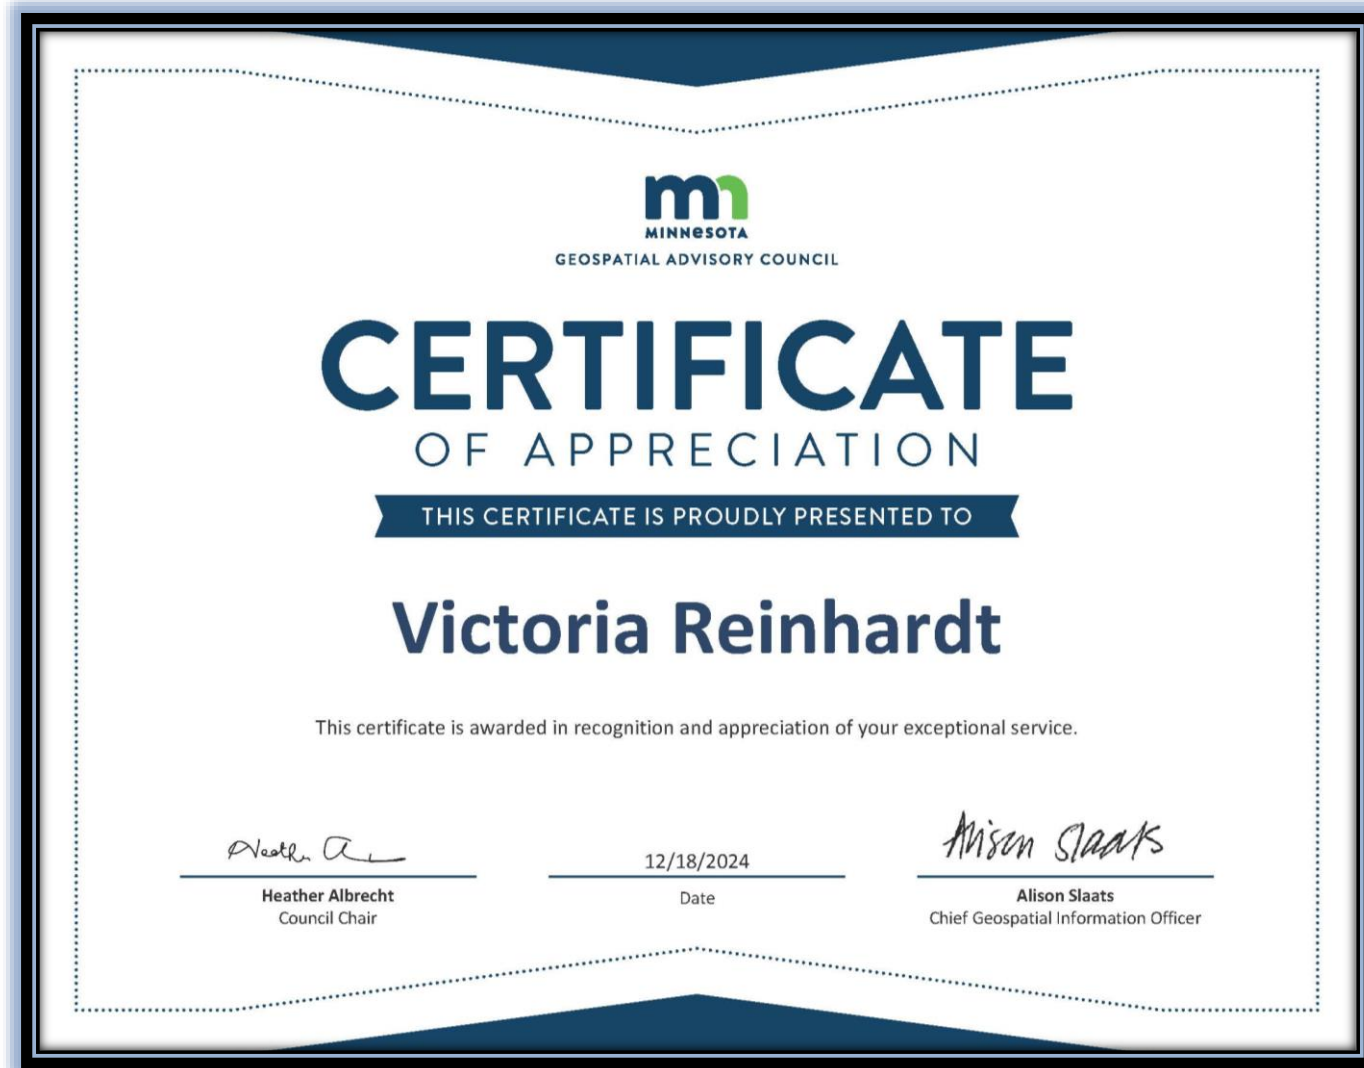 mn
MINNESOTA
GEOSPATIAL ADVISORY COUNCIL
CERTIFICATE
OF APPRECIATION
THIS CERTIFICATE IS PROUDLY PRESENTED TO
Victoria Reinhardt
This certificate is awarded in recognition and appreciation of your exceptional service.
12/18/2024
Alison Slaats
Heather Albrecht
Date
Alison Slaats
Council Chair
Chief Geospatial Information Officer